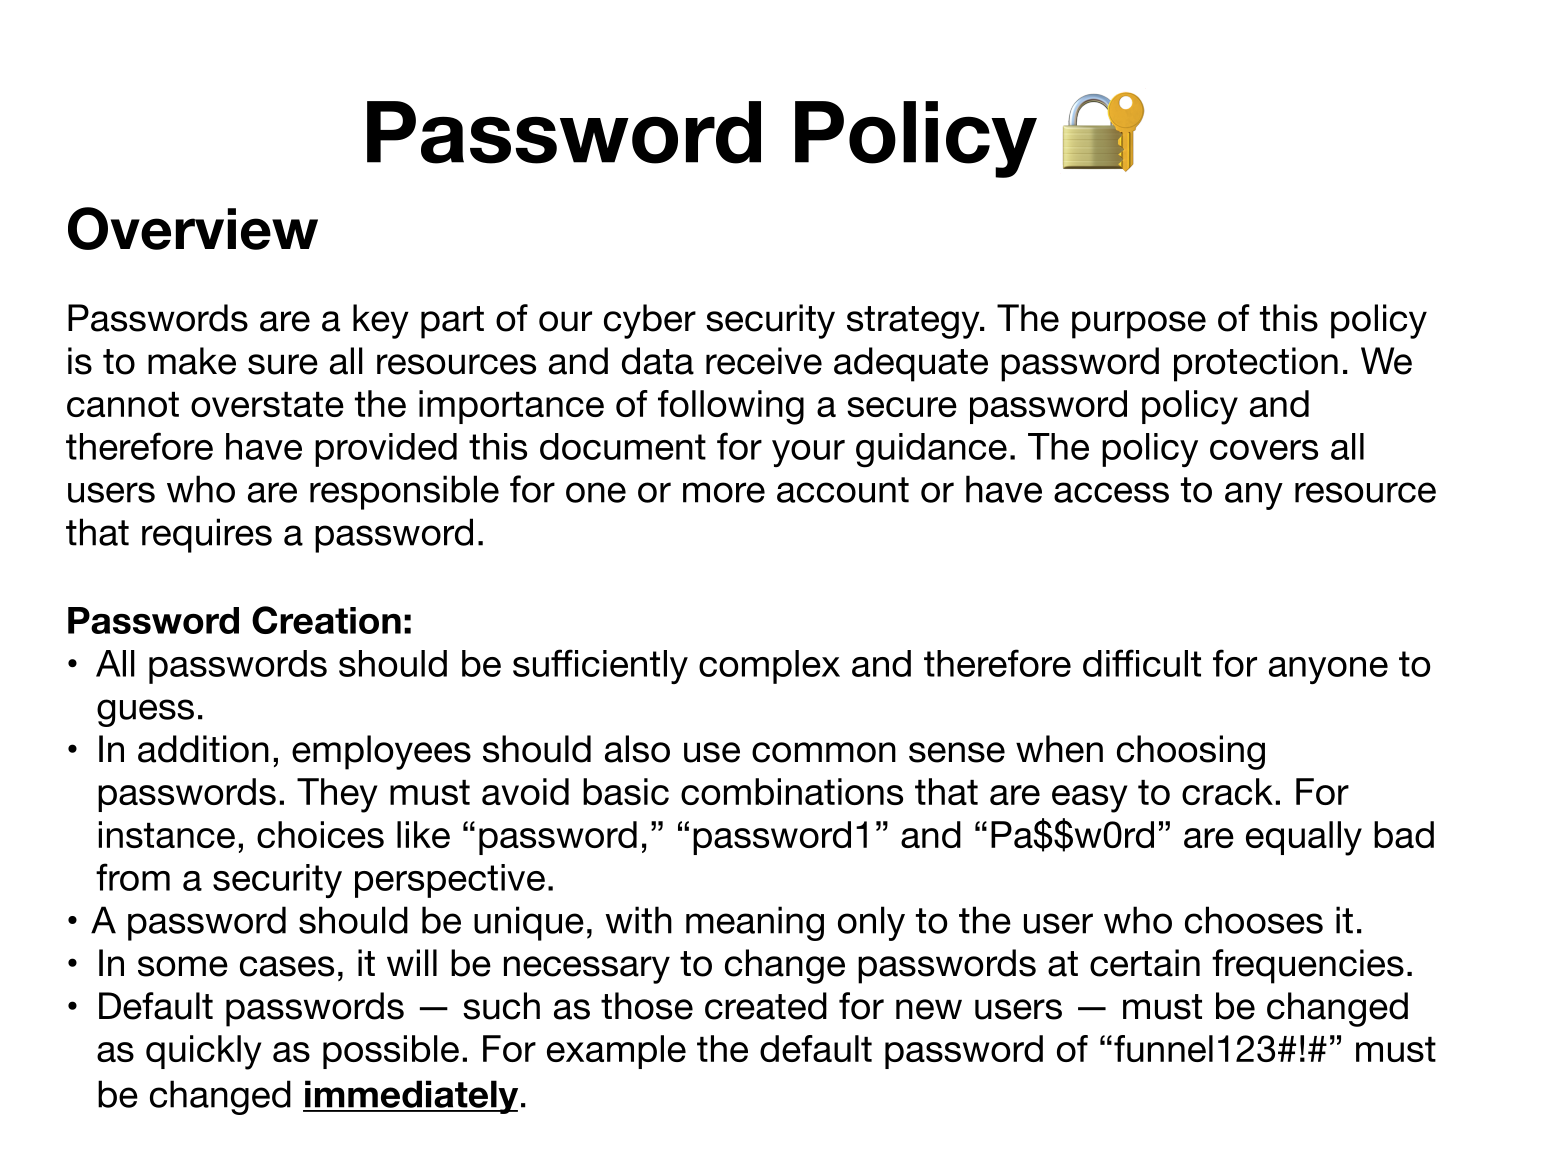 Password Policy 🔐
Overview
Passwords are a key part of our cyber security strategy. The purpose of this policy
is to make sure all resources and data receive adequate password protection. We
cannot overstate the importance of following a secure password policy and
therefore have provided this document for your guidance. The policy covers all
users who are responsible for one or more account or have access to any resource
that requires a password.
Password Creation:
• All passwords should be sufficiently complex and therefore difficult for anyone to
guess.
• In addition, employees should also use common sense when choosing
passwords. They must avoid basic combinations that are easy to crack. For
instance, choices like “password,” “password1” and “Pa$$w0rd” are equally bad
from a security perspective.
• A password should be unique, with meaning only to the user who chooses it.
• In some cases, it will be necessary to change passwords at certain frequencies.
• Default passwords — such as those created for new users — must be changed
as quickly as possible. For example the default password of “funnel123#!#” must
be changed immediately.